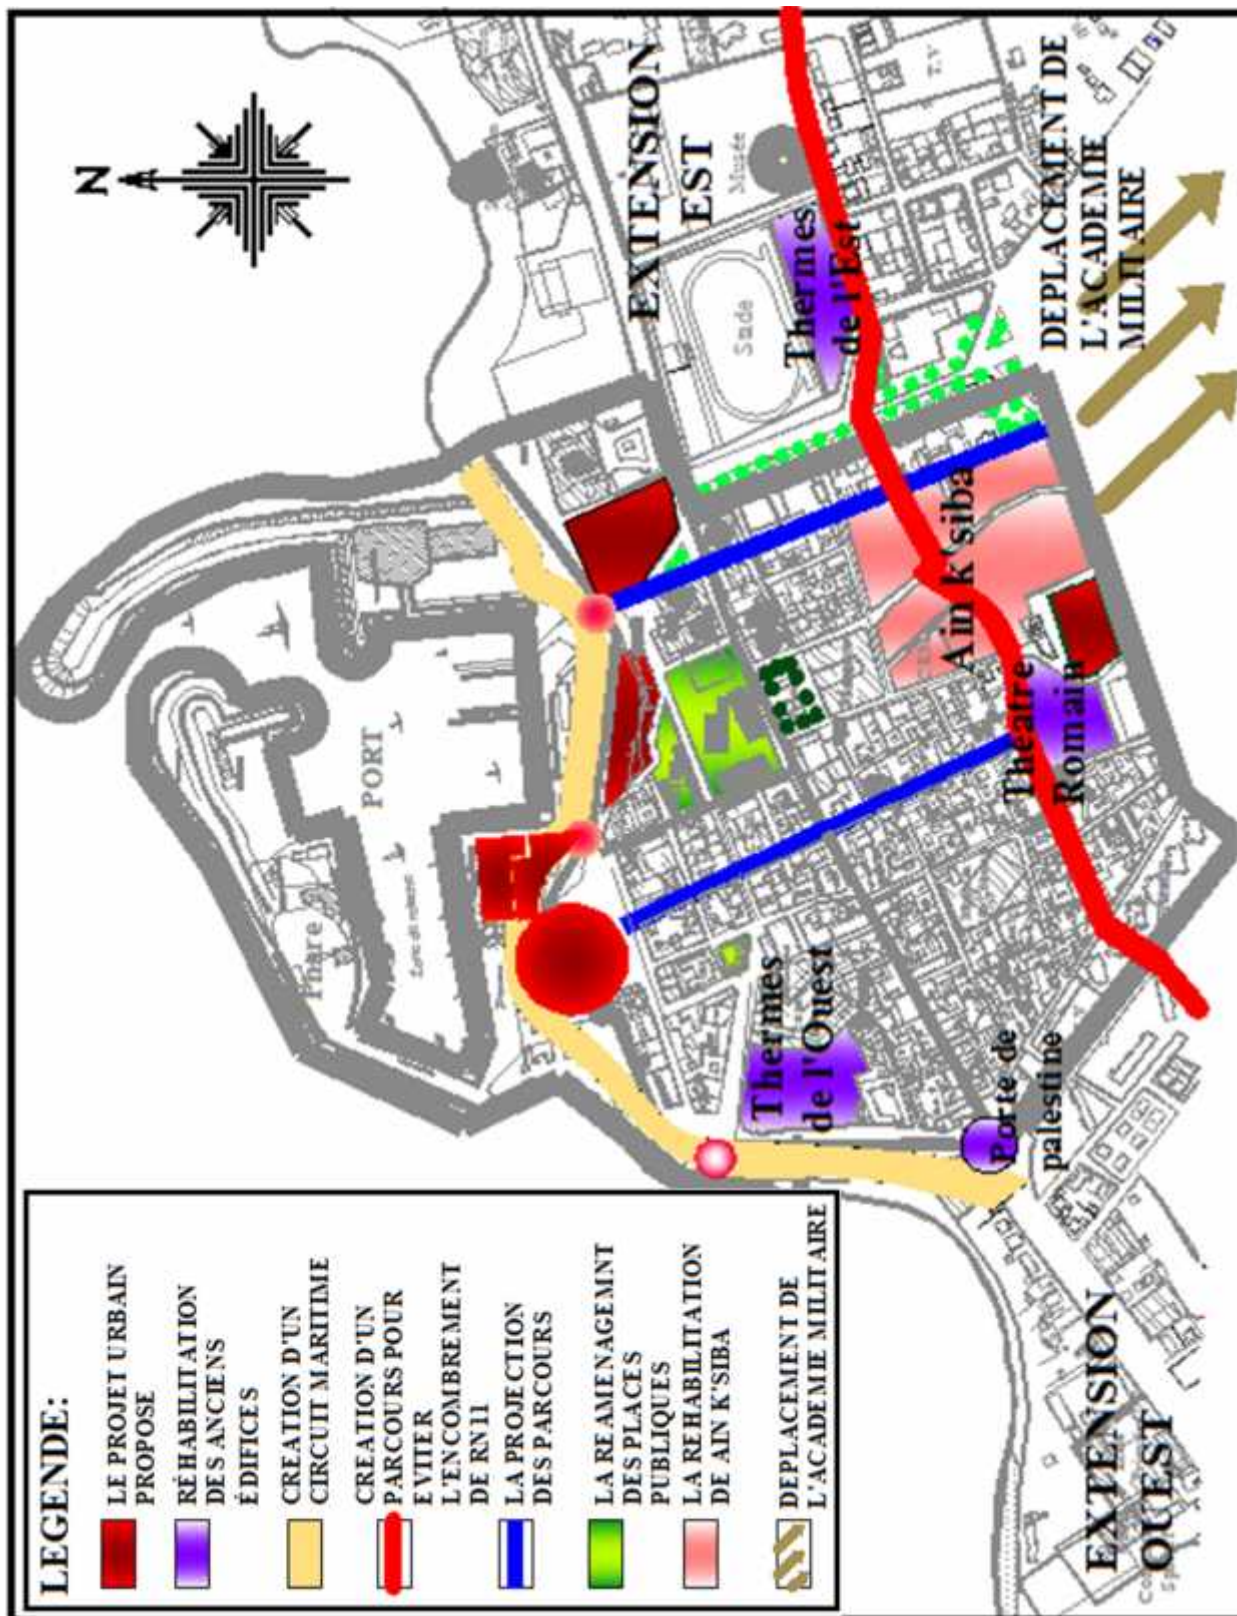 LEGENDE:
LE PROJET URBAIN
PROPOSE
RÉHABILITATION
DES ANCIENS
ÉDIFICES
CREATION D'UN
CIRCUIT MARITIME
CREATION D'UN
PARCOURS POUR
EVITER
L'ENCOMBREMENT
DE RN11
LA PROJECTION
DES PARCOURS
LA REAMENAGEMNT
DES PLACES
PUBLIQUES
LA REHABILITATION
DE AIN K'SIBA
DEPLACEMENT DE
L'ACADEMIE MILITAIRE
N
Phare
PORT
EXTENSION
EST
Musée
T.V
Stade
Thermes
de l'Est
DEPLACMENT DE
L'ACADEMIE
MILITAIRE
Ain k'siba
Theatre
Romain
Thermes
de l'Ouest
Porte de
palestine
EXTENSION
OUEST